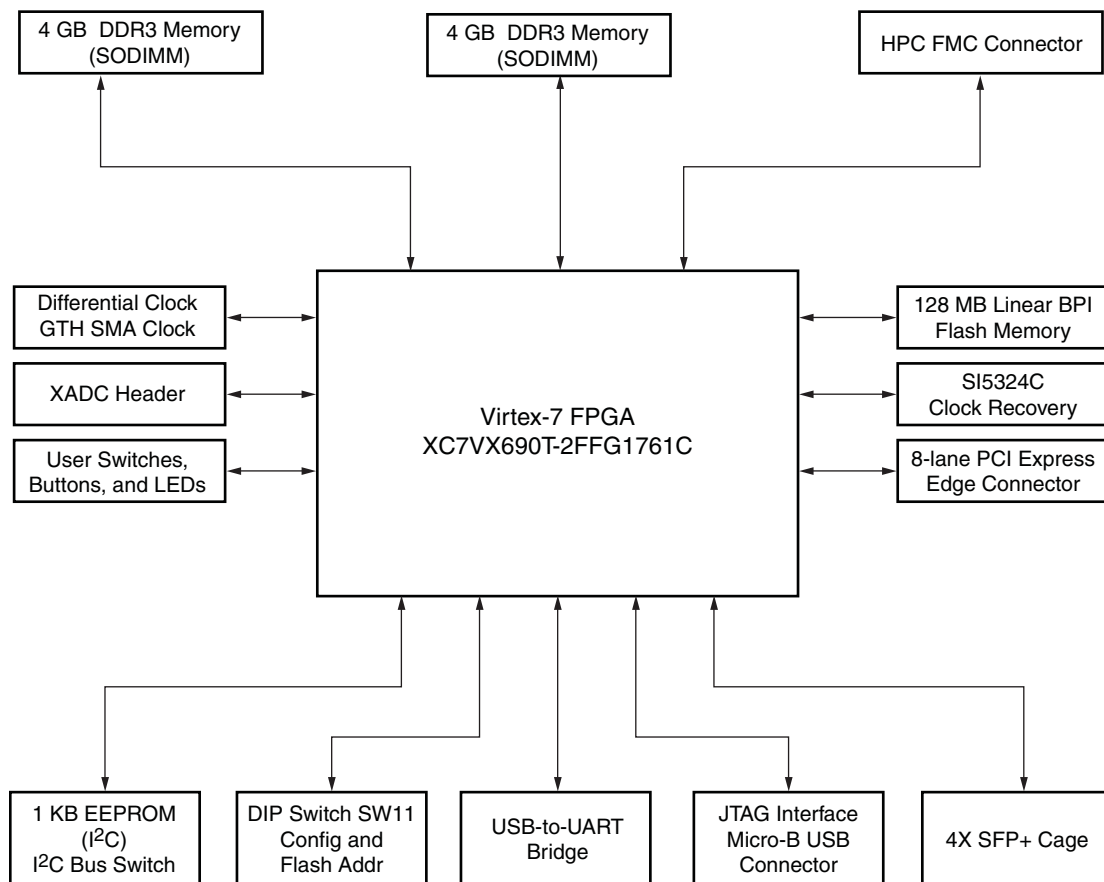 4 GB DDR3 Memory
(SODIMM)
4 GB DDR3 Memory
(SODIMM)
HPC FMC Connector
Differential Clock
GTH SMA Clock
XADC Header
User Switches,
Buttons, and LEDs
Virtex-7 FPGA
XC7VX690T-2FFG1761C
128 MB Linear BPI
Flash Memory
SI5324C
Clock Recovery
8-lane PCI Express
Edge Connector
1 KB EEPROM
(I²C)
I²C Bus Switch
DIP Switch SW11
Config and
Flash Addr
USB-to-UART
Bridge
JTAG Interface
Micro-B USB
Connector
4X SFP+ Cage